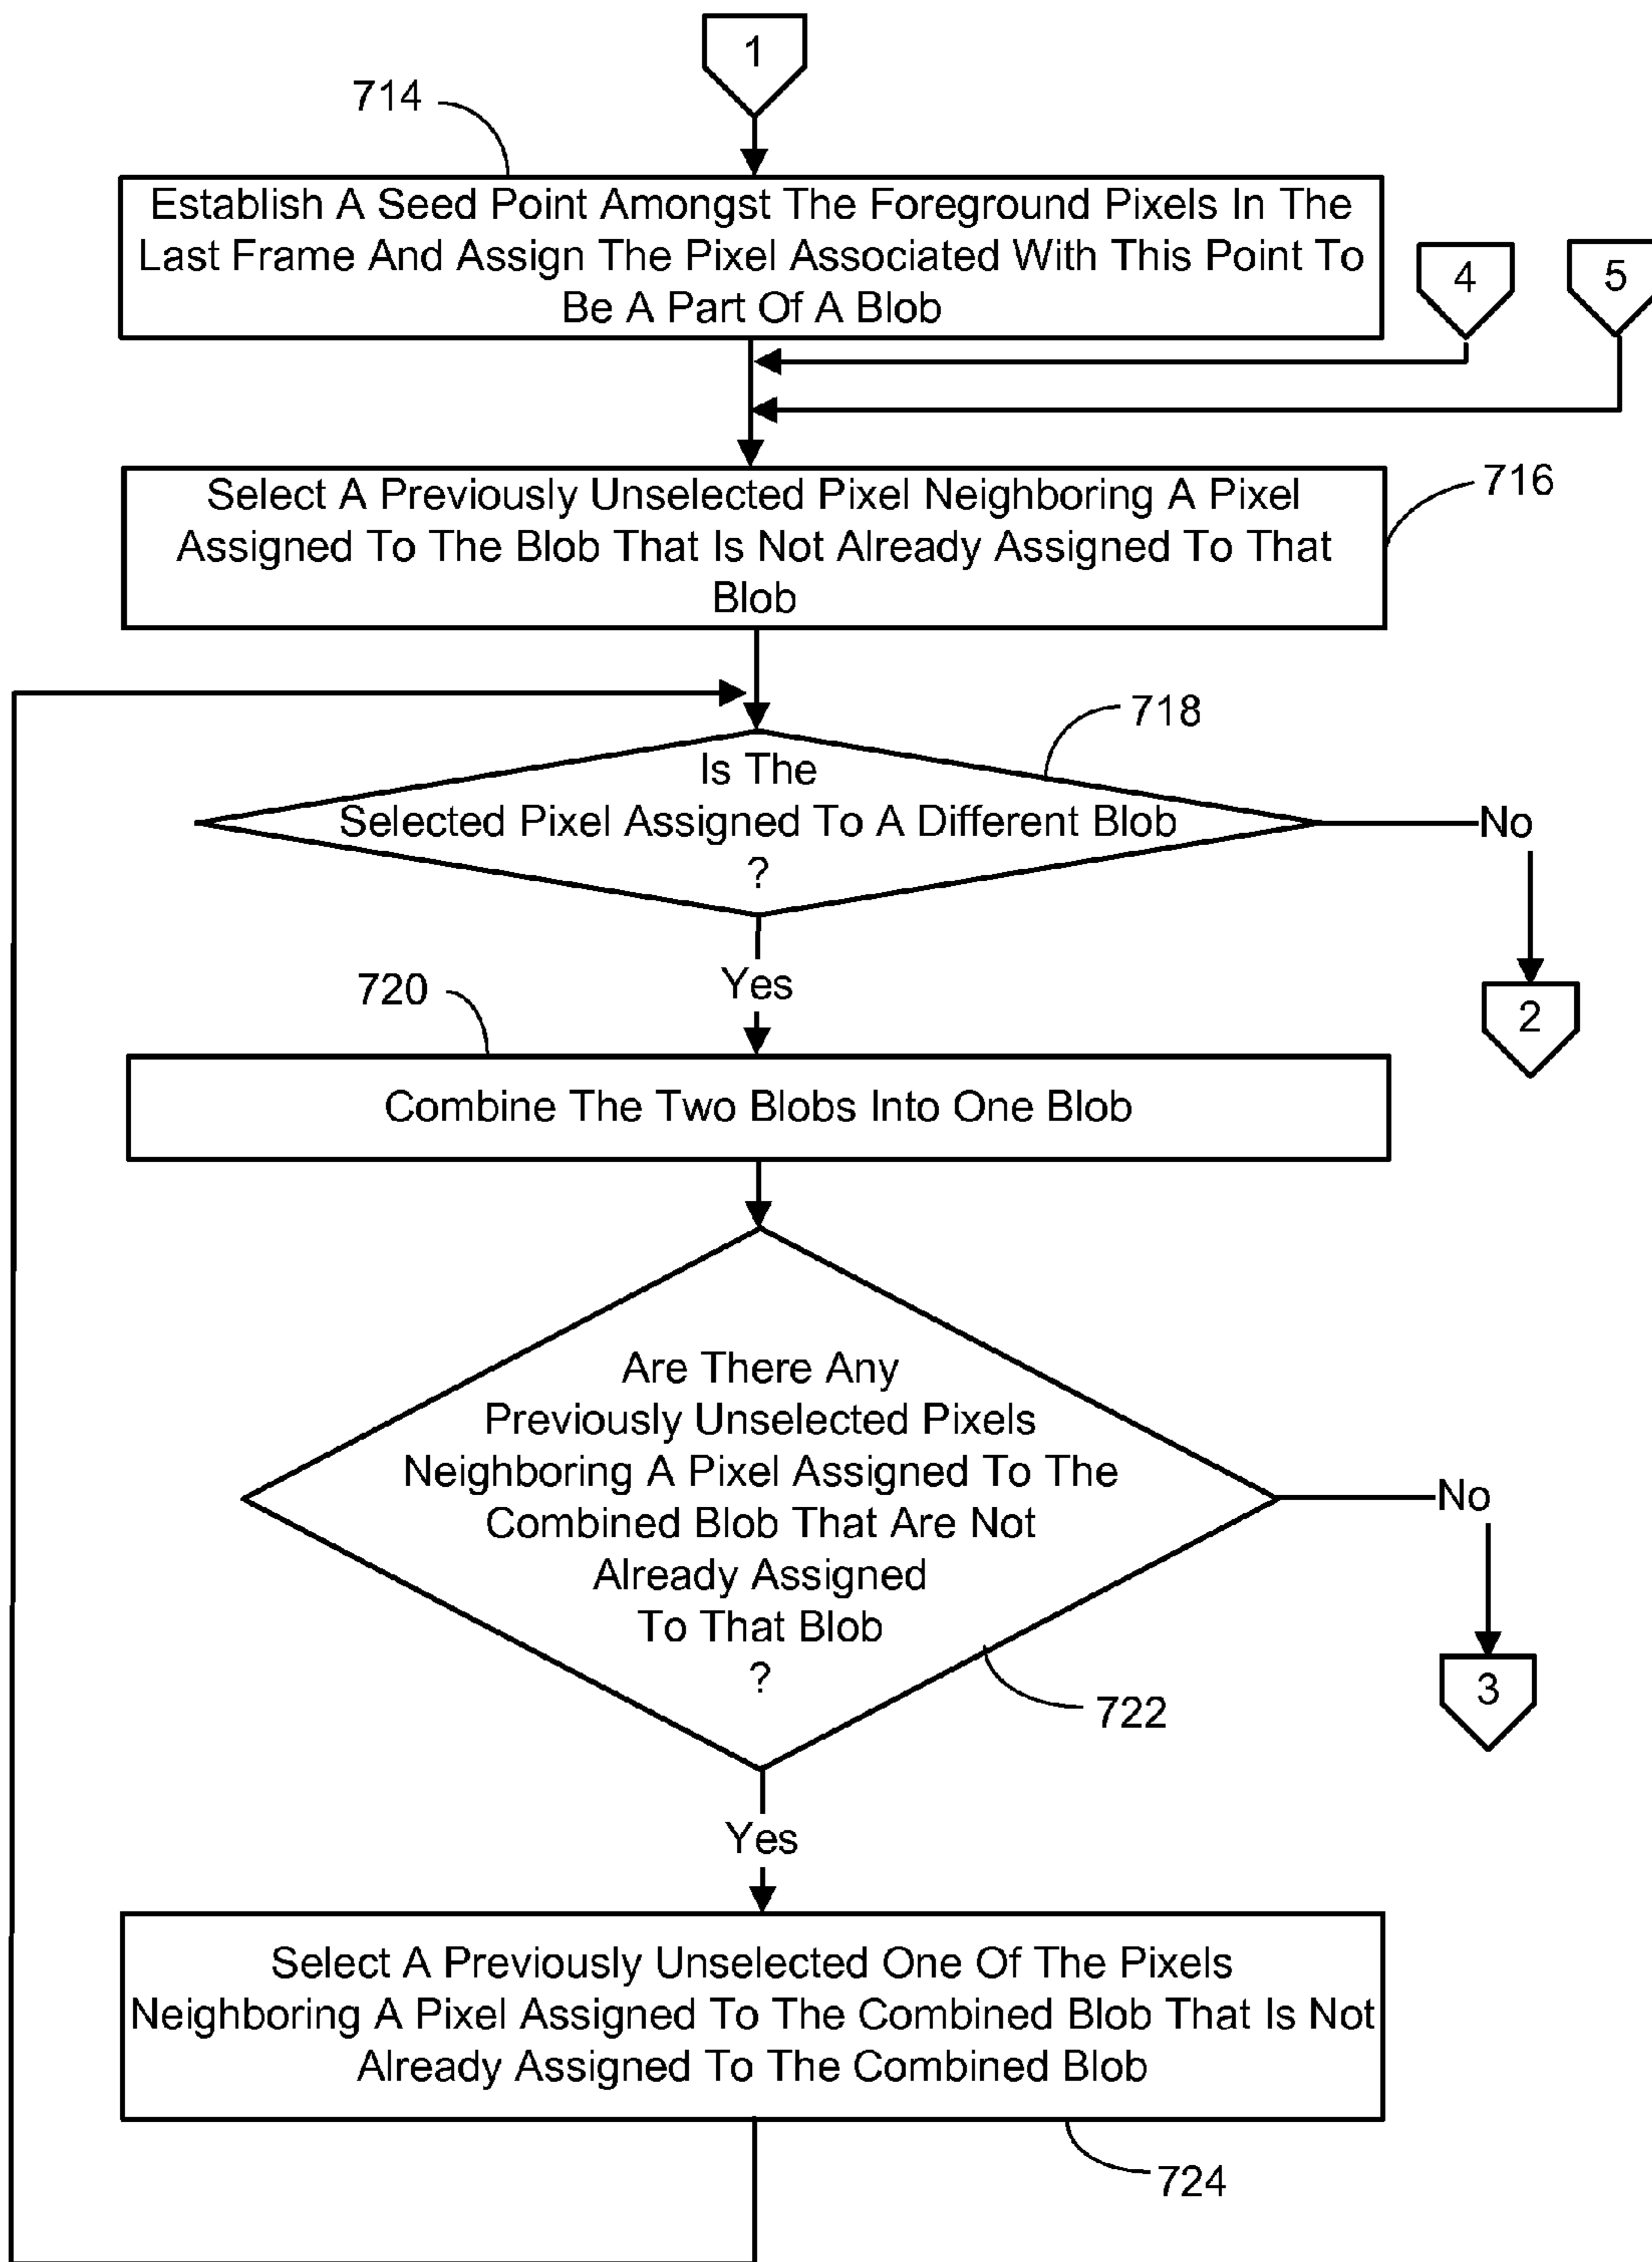 1
714
Establish A Seed Point Amongst The Foreground Pixels In The
Last Frame And Assign The Pixel Associated With This Point To
Be A Part Of A Blob
4
5
716
Select A Previously Unselected Pixel Neighboring A Pixel
Assigned To The Blob That Is Not Already Assigned To That
Blob
718
Is The
Selected Pixel Assigned To A Different Blob
?
No
Yes
2
720
Combine The Two Blobs Into One Blob
Are There Any
Previously Unselected Pixels
Neighboring A Pixel Assigned To The
Combined Blob That Are Not
Already Assigned
To That Blob
?
No
3
722
Yes
Select A Previously Unselected One Of The Pixels
Neighboring A Pixel Assigned To The Combined Blob That Is Not
Already Assigned To The Combined Blob
724